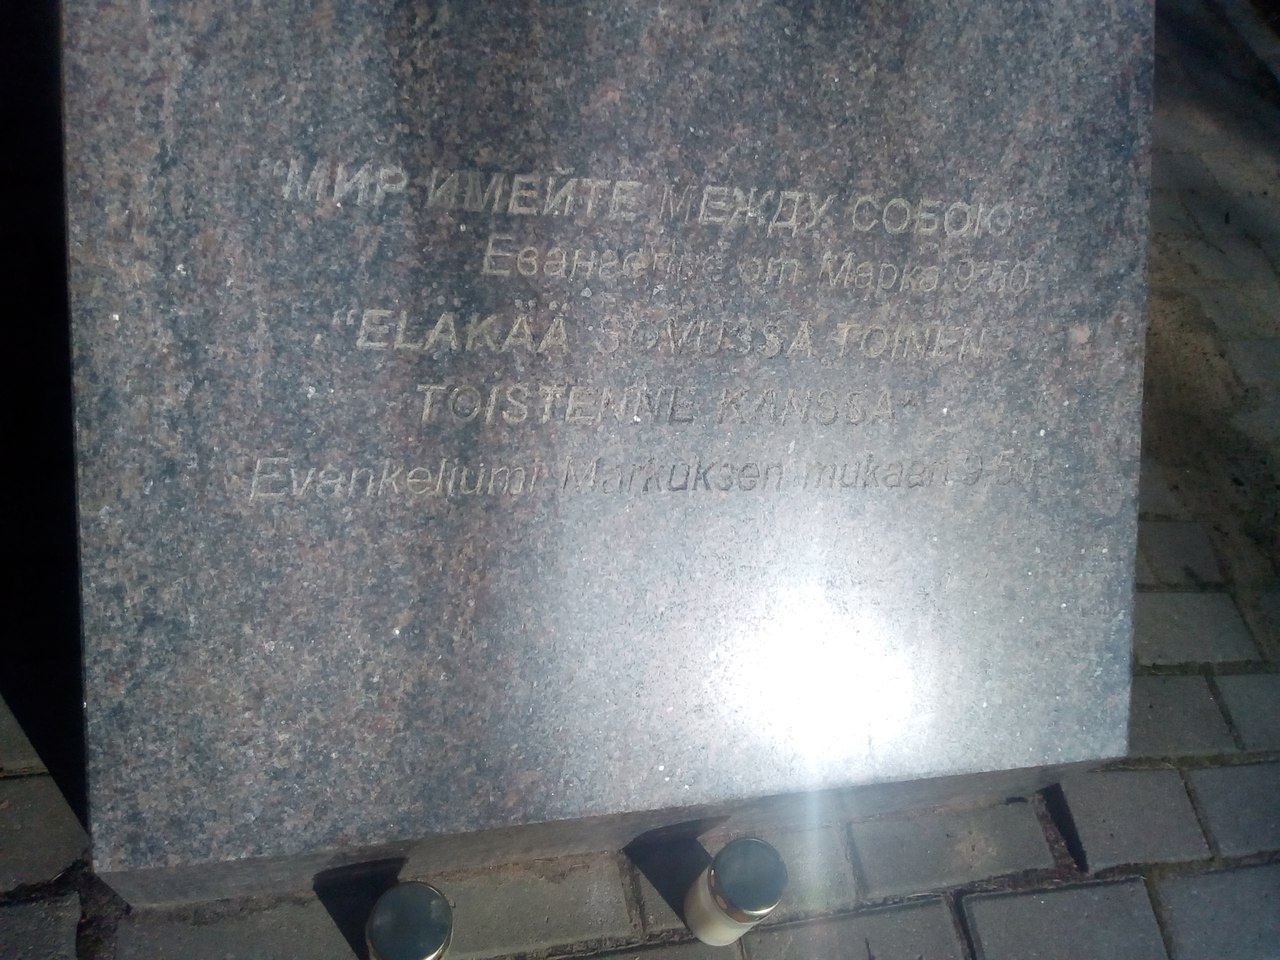 "МИР ИМЕЙТЕ МЕЖДУ СОБОЮ"
Евангелие от Марка 9:50
"ELÄKÄÄ SOVUSSA TOINEN
TOISTENNE KANSSA"
Evankeliumi Markuksen mukaan 9:50